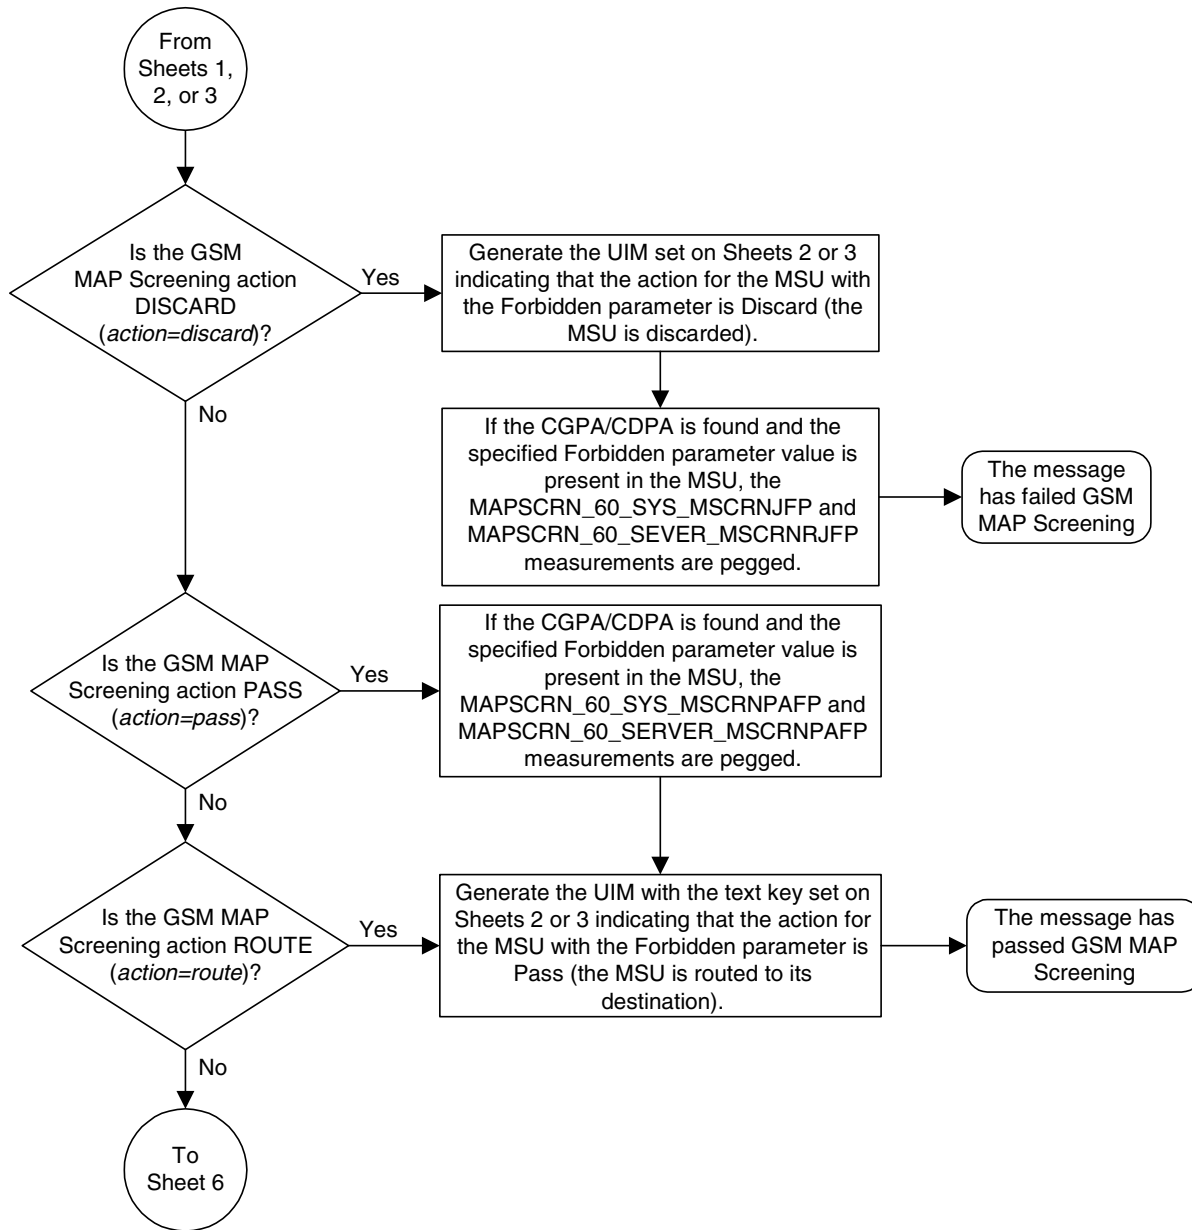 From
Sheets 1,
2, or 3
Is the GSM
MAP Screening action
DISCARD
(action=discard)?
Yes
Generate the UIM set on Sheets 2 or 3
indicating that the action for the MSU with
the Forbidden parameter is Discard (the
MSU is discarded).
No
If the CGPA/CDPA is found and the
specified Forbidden parameter value is
present in the MSU, the
MAPSCRN_60_SYS_MSCRNJFP and
MAPSCRN_60_SEVER_MSCRNRJFP
measurements are pegged.
The message
has failed GSM
MAP Screening
Is the GSM MAP
Screening action PASS
(action=pass)?
Yes
If the CGPA/CDPA is found and the
specified Forbidden parameter value is
present in the MSU, the
MAPSCRN_60_SYS_MSCRNPAFP and
MAPSCRN_60_SERVER_MSCRNPAFP
measurements are pegged.
No
Is the GSM MAP
Screening action ROUTE
(action=route)?
Yes
Generate the UIM with the text key set on
Sheets 2 or 3 indicating that the action for
the MSU with the Forbidden parameter is
Pass (the MSU is routed to its
destination).
The message has
passed GSM MAP
Screening
No
To
Sheet 6